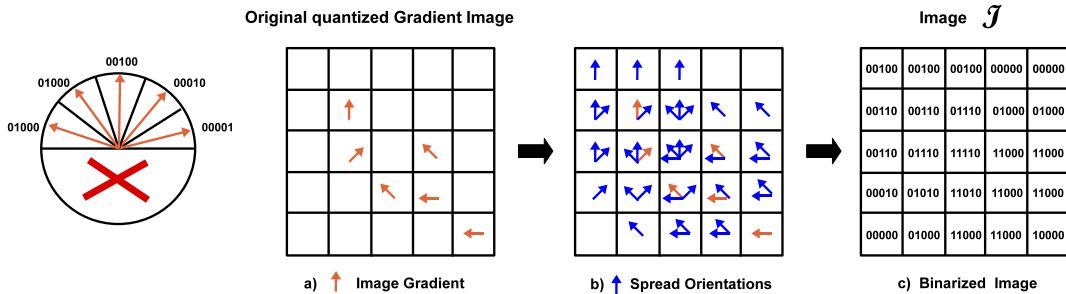 Original quantized Gradient Image
Image 𝓙
00100
01000
00010
01000
00001
00100 00100 00100 00000 00000
00110 00110 01110 01000 01000
00110 01110 11110 11000 11000
00010 01010 11010 11000 11000
00000 01000 11000 11000 10000
a) Image Gradient
b) Spread Orientations
c) Binarized Image